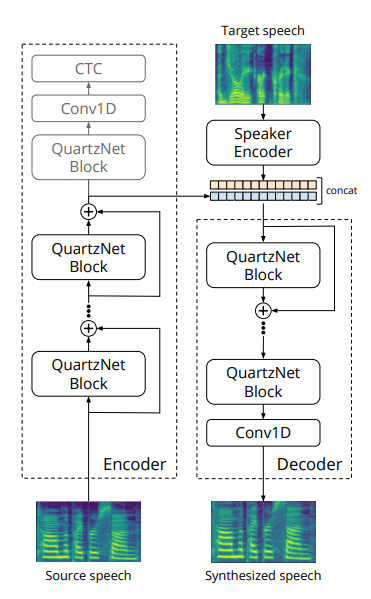 Target speech
CTC
Conv1D
QuartzNet
Block
Speaker
Encoder
concat
QuartzNet
Block
QuartzNet
Block
QuartzNet
Block
QuartzNet
Block
Conv1D
Encoder
Decoder
Source speech
Synthesized speech